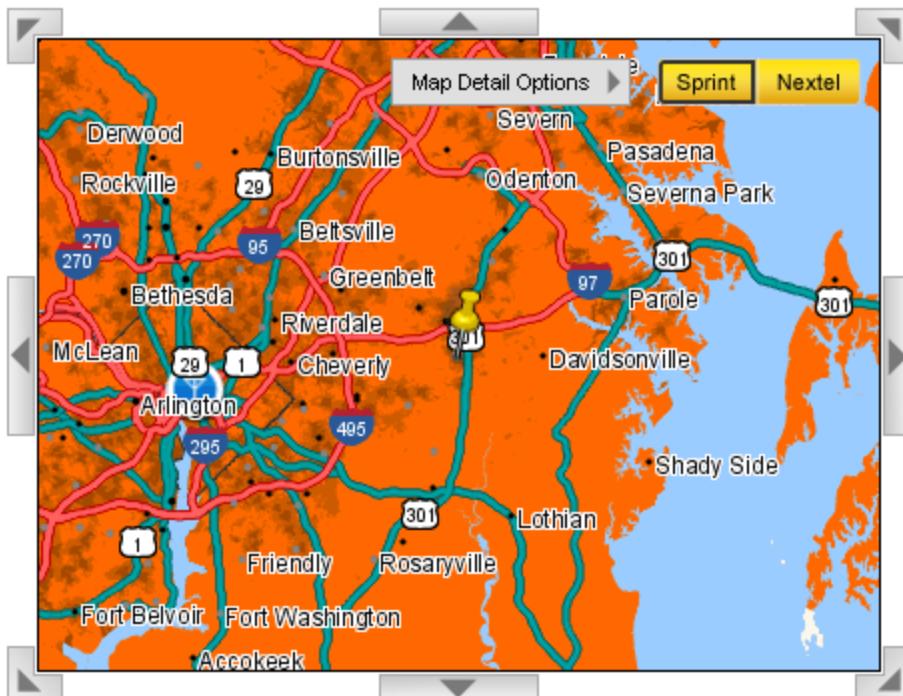 Map Detail Options
Sprint
Nextel
Severn
Derwood
Pasadena
Burtonsville
Rockville
29
Odenton
Severna Park
270
270
95
Beltsville
301
Greenbelt
97
Bethesda
Parole
301
Riverdale
301
McLean
29
1
Cheverly
Davidsonville
Arlington
495
295
Shady Side
301
Lothian
1
Friendly
Rosaryville
Fort Belvoir
Fort Washington
Accokeek